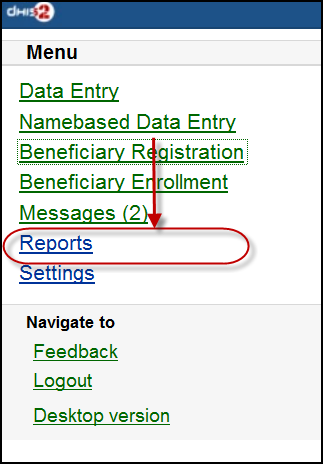 dhis2
Menu
Data Entry
Namebased Data Entry
Beneficiary Registration
Beneficiary Enrollment
Messages (2)
Reports
Settings
Navigate to
Feedback
Logout
Desktop version